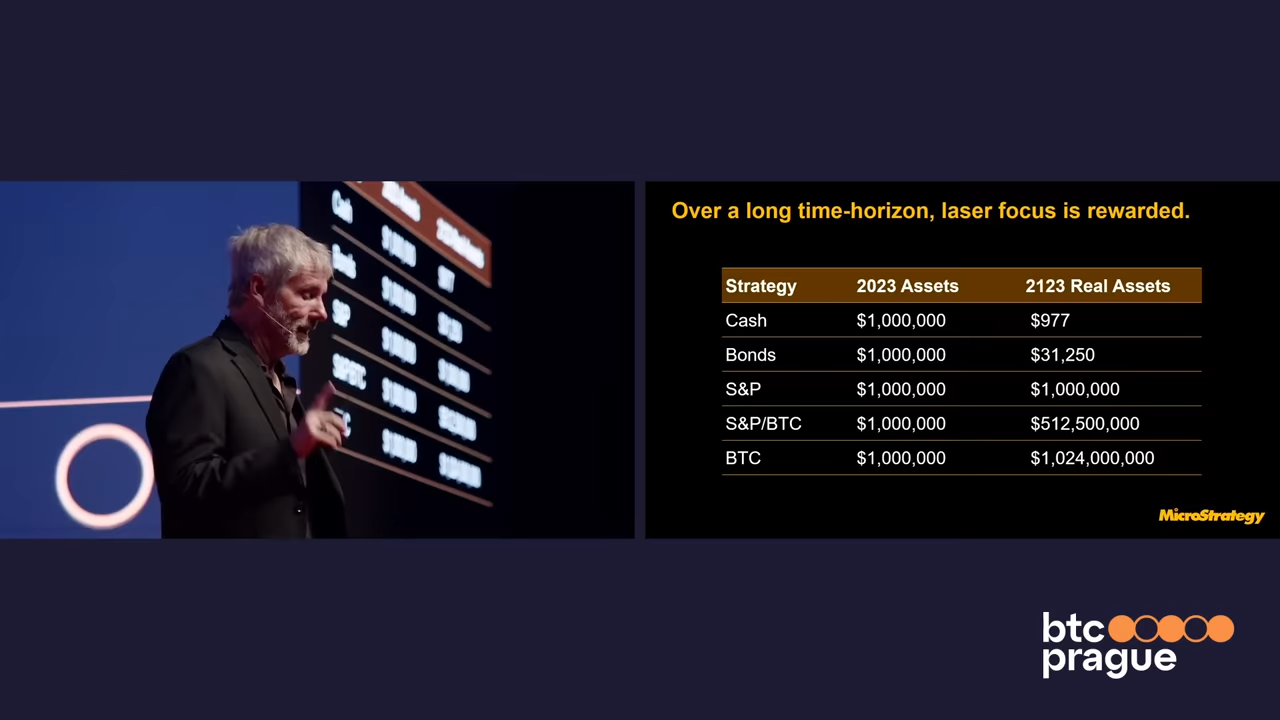 Over a long time-horizon, laser focus is rewarded.
Strategy 2023 Assets 2123 Real Assets
Cash $1,000,000 $977
Bonds $1,000,000 $31,250
S&P $1,000,000 $1,000,000
S&P/BTC $1,000,000 $512,500,000
BTC $1,000,000 $1,024,000,000
MicroStrategy
btc
prague